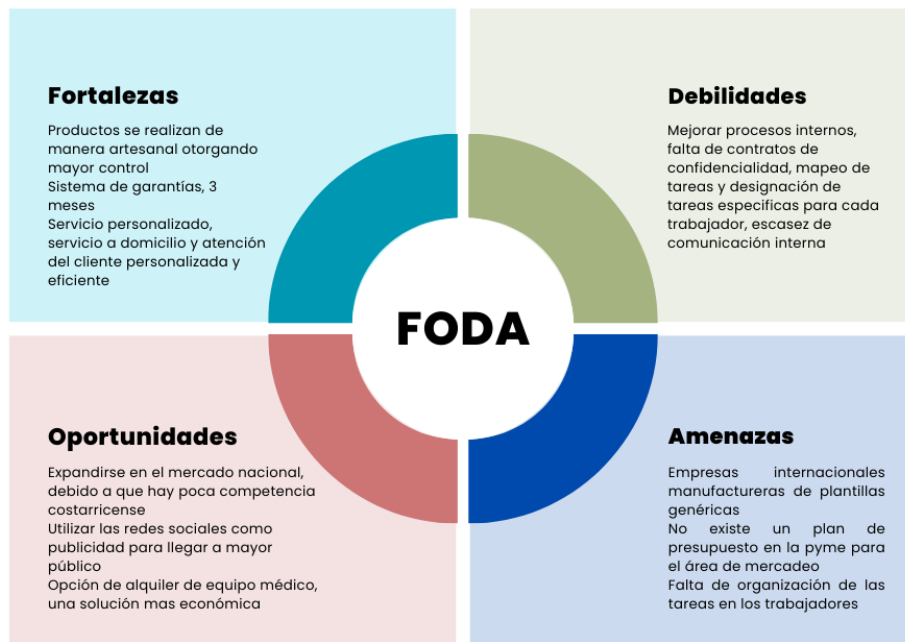 Fortalezas
Productos se realizan de
manera artesanal otorgando
mayor control
Sistema de garantías, 3
meses
Servicio personalizado,
servicio a domicilio y atención
del cliente personalizada y
eficiente
Debilidades
Mejorar procesos internos,
falta de contratos de
confidencialidad, mapeo de
tareas y designación de
tareas especificas para cada
trabajador, escasez de
comunicación interna
FODA
Oportunidades
Expandirse en el mercado nacional,
debido a que hay poca competencia
costarricense
Utilizar las redes sociales como
publicidad para llegar a mayor
público
Opción de alquiler de equipo médico,
una solución mas económica
Amenazas
Empresas internacionales
manufactureras de plantillas
genéricas
No existe un plan de
presupuesto en la pyme para
el área de mercadeo
Falta de organización de las
tareas en los trabajadores